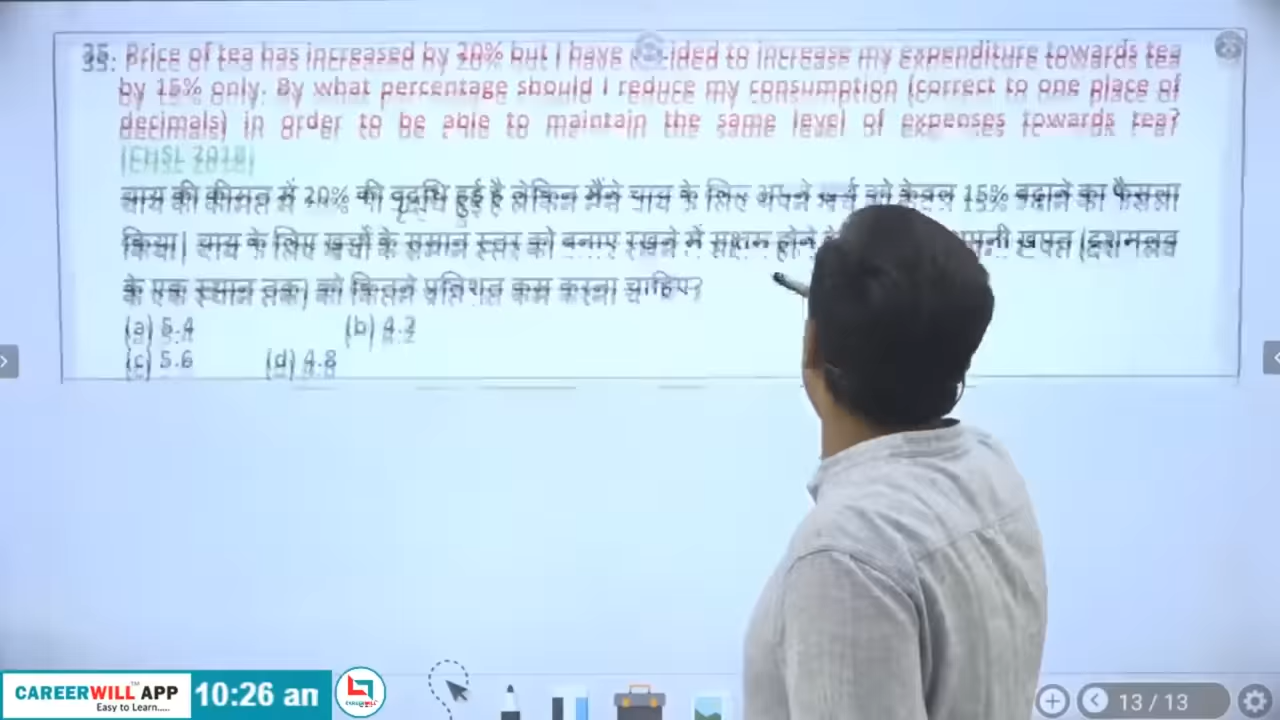 35. Price of tea has increased by 20% but I have to increase my expenditure towards tea
by 15% only. By what percentage should I reduce my consumption (correct to one place of
decimals) in order to be able to maintain the same level of expenses towards tea?
(CHSL 2018)
चाय की कीमत में 20% की वृद्धि हुई है लेकिन मैंने चाय के लिए अपने खर्च को केवल 15% बढ़ाने का फैसला
किया| चाय के लिए खर्चों के समान स्तर को बनाए रखने में सक्षम होने खपत (दशमलव
के एक स्थान तक) को कितने प्रतिशत कम करना चाहिए?
(a) 5.4 (b) 4.2
(c) 5.6 (d) 4.8
CAREERWILL APP
Easy to Learn.....
10:26 an
CAREERWILL
13 / 13